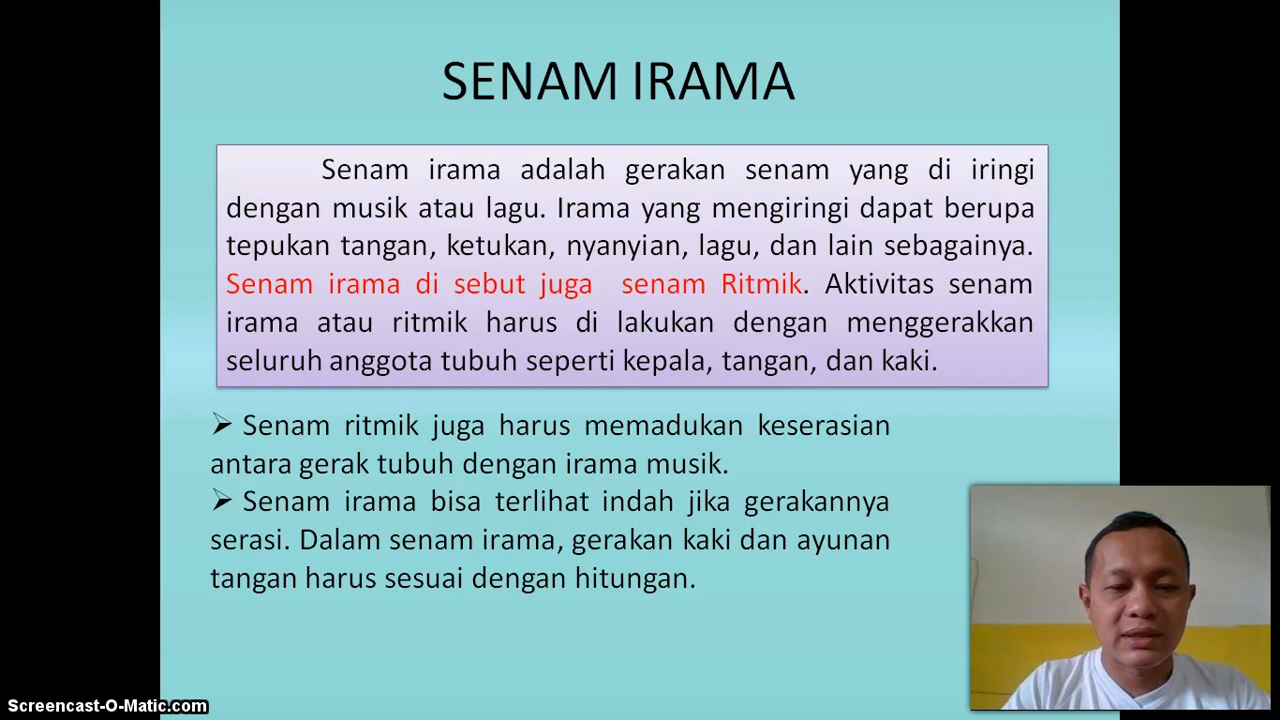 SENAM IRAMA
Senam irama adalah gerakan senam yang di iringi
dengan musik atau lagu. Irama yang mengiringi dapat berupa
tepukan tangan, ketukan, nyanyian, lagu, dan lain sebagainya.
Senam irama di sebut juga senam Ritmik. Aktivitas senam
irama atau ritmik harus di lakukan dengan menggerakkan
seluruh anggota tubuh seperti kepala, tangan, dan kaki.
➢ Senam ritmik juga harus memadukan keserasian
antara gerak tubuh dengan irama musik.
➢ Senam irama bisa terlihat indah jika gerakannya
serasi. Dalam senam irama, gerakan kaki dan ayunan
tangan harus sesuai dengan hitungan.
Screencast-O-Matic.com